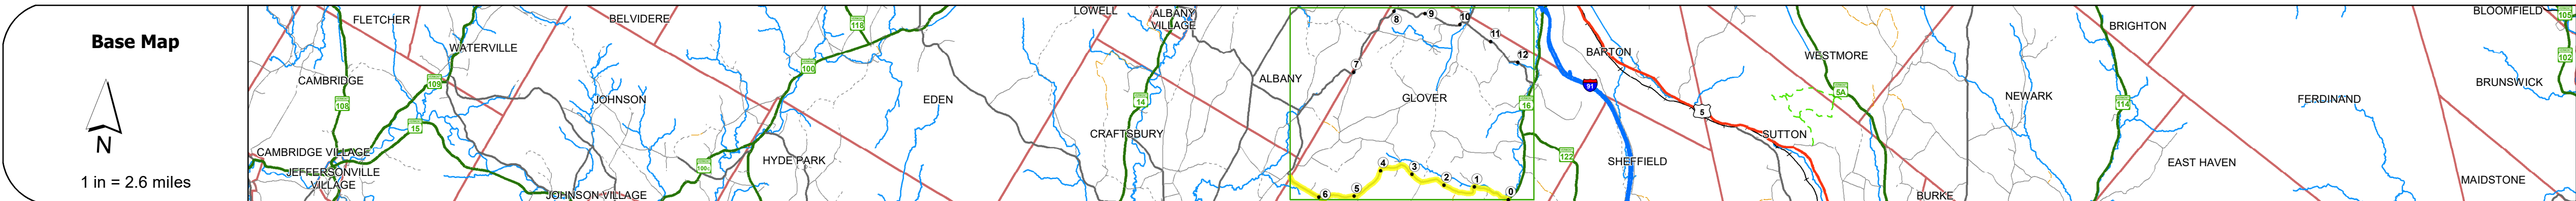 Base Map
N
1 in = 2.6 miles
FLETCHER
WATERVILLE
CAMBRIDGE
108
109
15
CAMBRIDGE VILLAGE
JEFFERSONVILLE
VILLAGE
BELVIDERE
JOHNSON
JOHNSON VILLAGE
118
100
HYDE PARK
EDEN
LOWELL
ALBANY
VILLAGE
14
CRAFTSBURY
ALBANY
GLOVER
8
9
10
11
12
7
6
5
4
3
2
1
0
16
122
BARTON
91
5
SHEFFIELD
SUTTON
WESTMORE
5A
NEWARK
BURKE
BRIGHTON
114
EAST HAVEN
FERDINAND
BLOOMFIELD
105
102
BRUNSWICK
MAIDSTONE